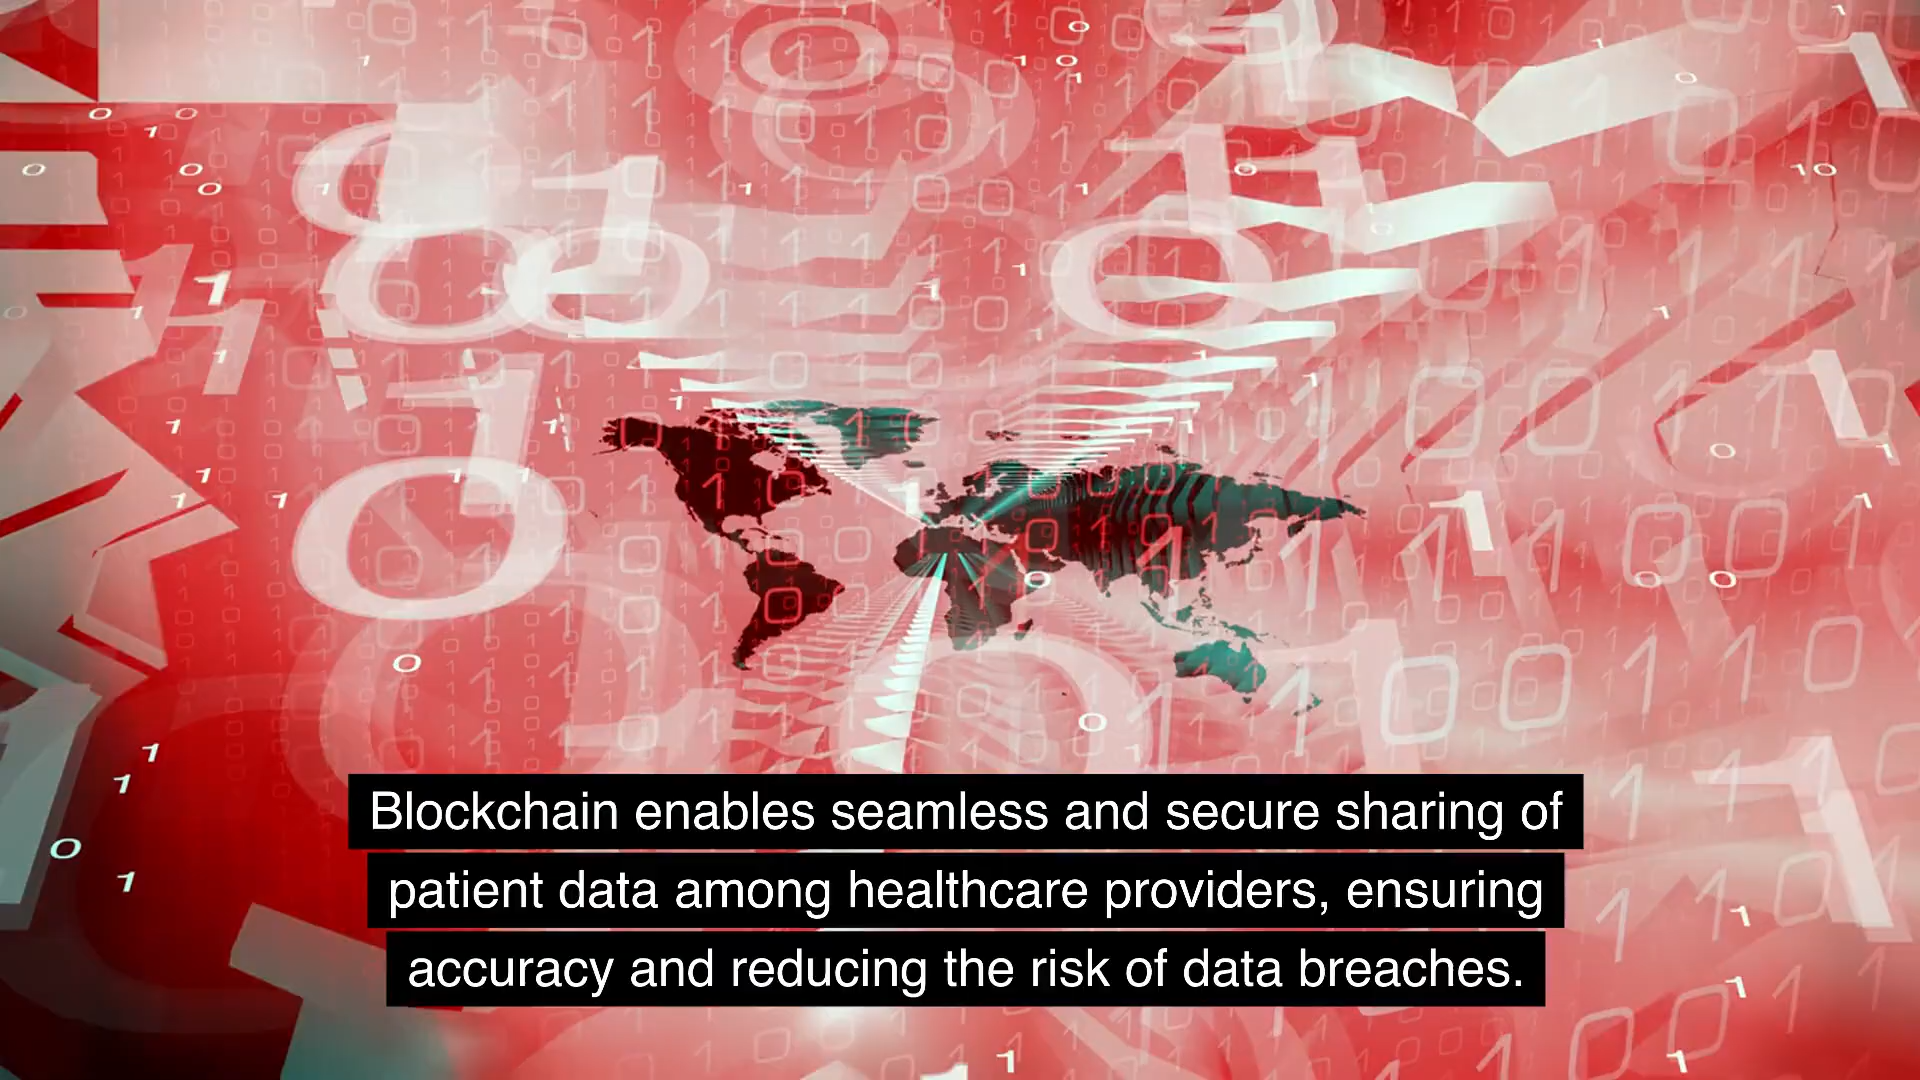 Blockchain enables seamless and secure sharing of
patient data among healthcare providers, ensuring
accuracy and reducing the risk of data breaches.